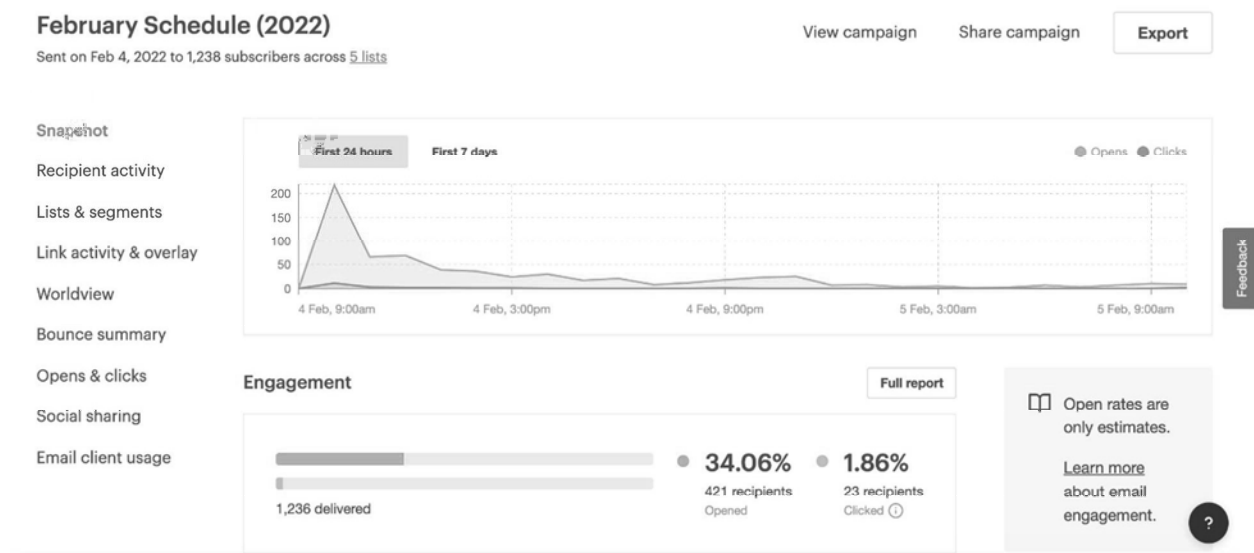 February Schedule (2022)
View campaign
Share campaign
Export
Sent on Feb 4, 2022 to 1,238 subscribers across 5 lists
Snapshot
Recipient activity
Lists & segments
Link activity & overlay
Worldview
Bounce summary
Opens & clicks
Social sharing
Email client usage
First 24 hours
First 7 days
Opens
Clicks
200
150
100
50
0
4 Feb, 9:00am
4 Feb, 3:00pm
4 Feb, 9:00pm
5 Feb, 3:00am
5 Feb, 9:00am
Feedback
Engagement
Full report
1,236 delivered
34.06%
421 recipients
Opened
1.86%
23 recipients
Clicked
Open rates are
only estimates.
Learn more
about email
engagement.
?